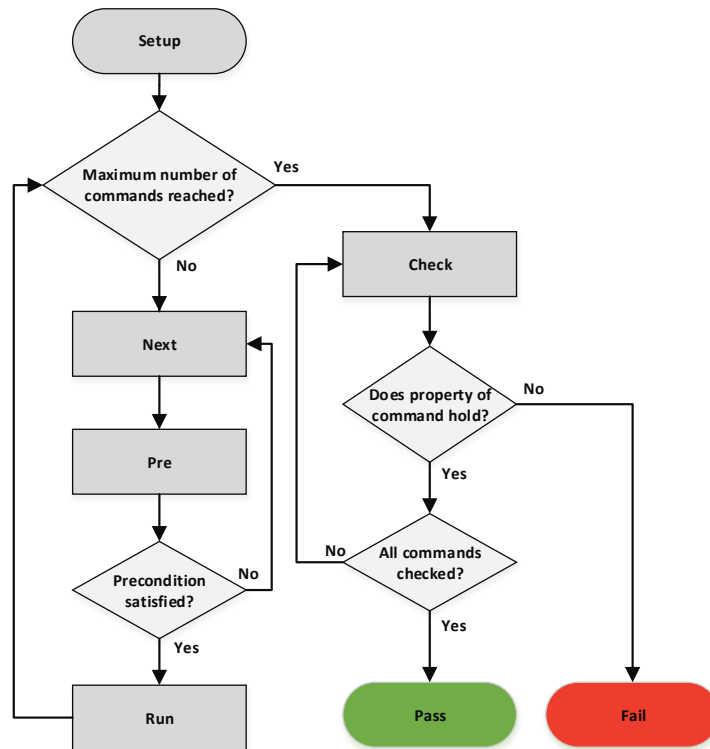 Setup
Maximum number of
commands reached?
Yes
No
Check
Next
Does property of
command hold?
No
Pre
Yes
No
All commands
checked?
Precondition
satisfied?
No
Yes
Yes
Run
Pass
Fail